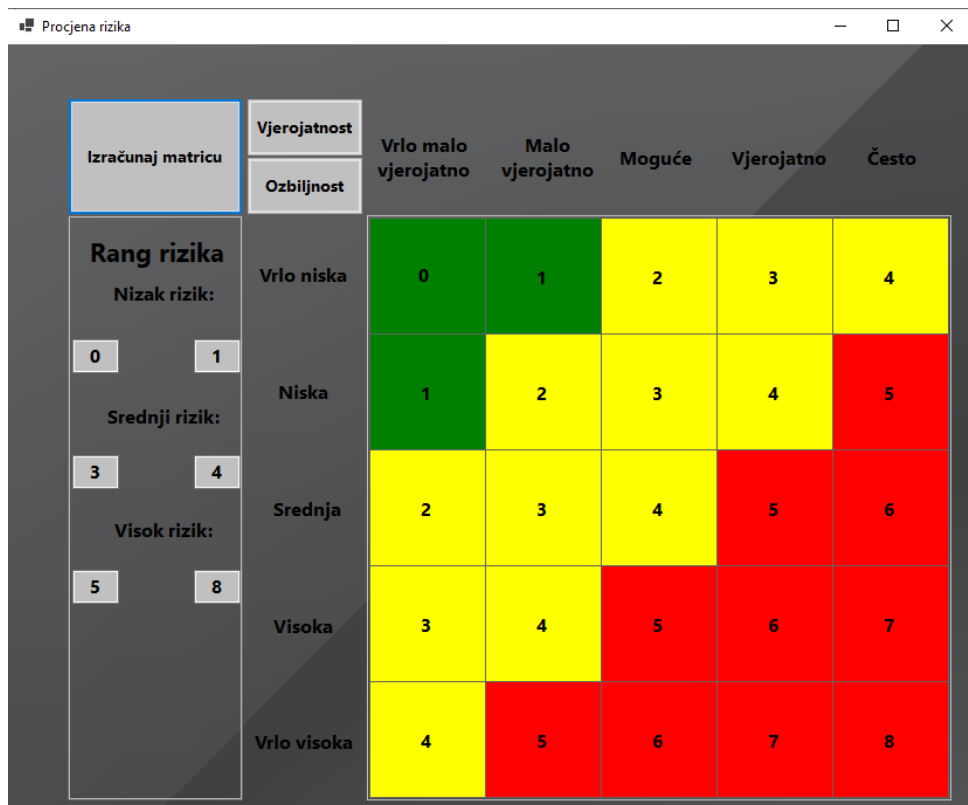 Procjena rizika
Izračunaj matricu
Vjerojatnost
Ozbiljnost
Vrlo malo
vjerojatno
Malo
vjerojatno
Moguće
Vjerojatno
Često
Rang rizika
Nizak rizik:
0 1
Srednji rizik:
3 4
Visok rizik:
5 8
Vrlo niska 0 1 2 3 4
Niska 1 2 3 4 5
Srednja 2 3 4 5 6
Visoka 3 4 5 6 7
Vrlo visoka 4 5 6 7 8